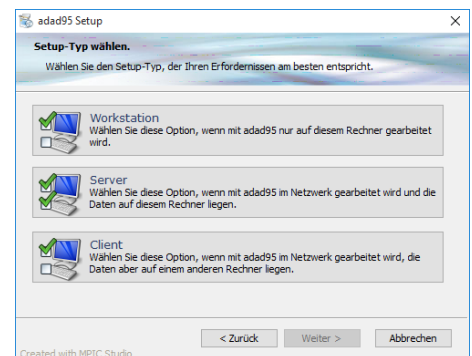 adad95 Setup
Setup-Typ wählen.
Wählen Sie den Setup-Typ, der Ihren Erfordernissen am besten entspricht.
Workstation
Wählen Sie diese Option, wenn mit adad95 nur auf diesem Rechner gearbeitet
wird.
Server
Wählen Sie diese Option, wenn mit adad95 im Netzwerk gearbeitet wird und die
Daten auf diesem Rechner liegen.
Client
Wählen Sie diese Option, wenn mit adad95 im Netzwerk gearbeitet wird, die
Daten aber auf einem anderen Rechner liegen.
< Zurück Weiter > Abbrechen
Created with MPIC Studio